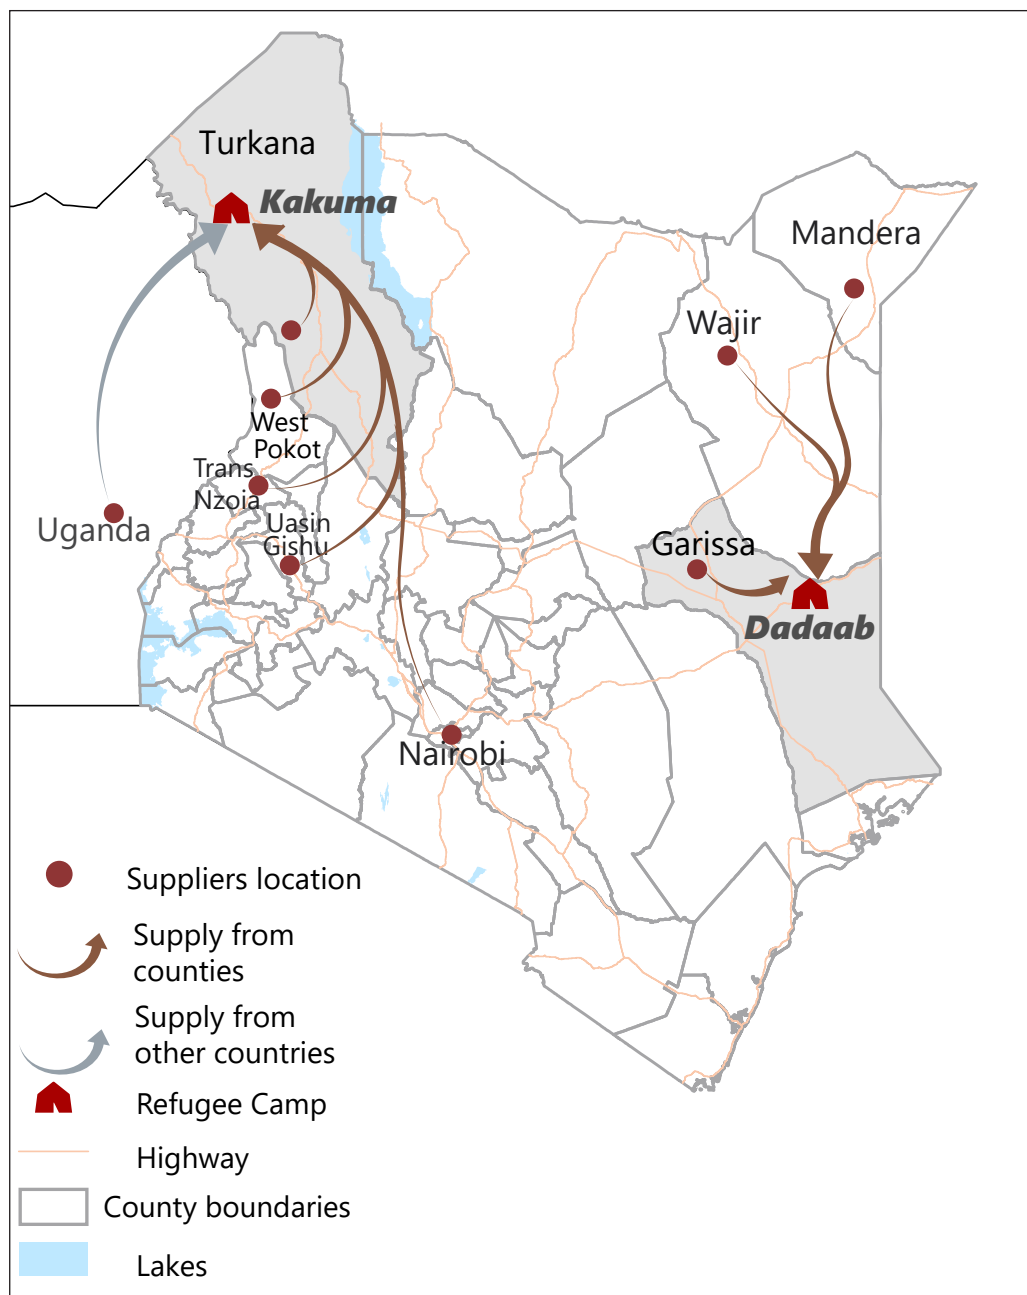 Turkana
Kakuma
Mandera
Wajir
West
Pokot
Trans
Nzoia
Uasin
Gishu
Uganda
Garissa
Dadaab
Nairobi
Suppliers location
Supply from
counties
Supply from
other countries
Refugee Camp
Highway
County boundaries
Lakes